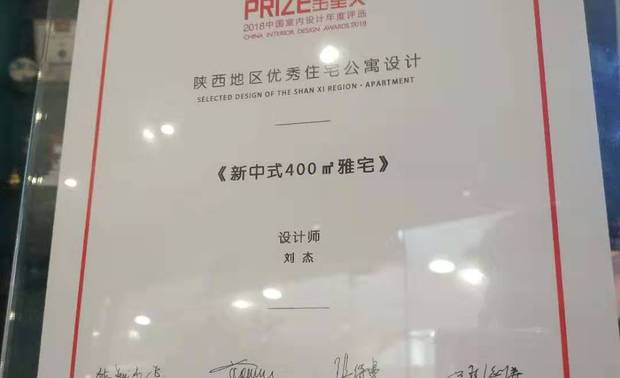 PRIZE金堂奖
2018中国室内设计年度评选
CHINA INTERIOR DESIGN AWARDS 2018
陕西地区优秀住宅公寓设计
SELECTED DESIGN OF THE SHAN XI REGION·APARTMENT
《新中式400㎡雅宅》
设计师
刘杰